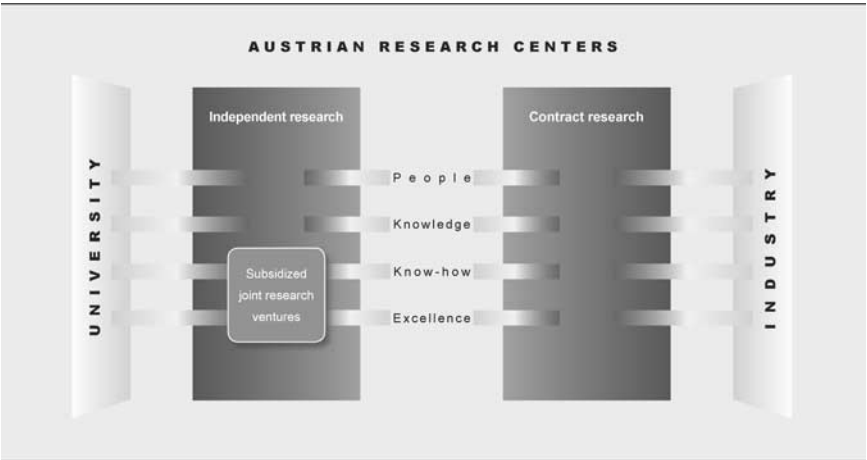 AUSTRIAN RESEARCH CENTERS
UNIVERSITY
Independent research
Subsidized
joint research
ventures
People
Knowledge
Know-how
Excellence
Contract research
INDUSTRY